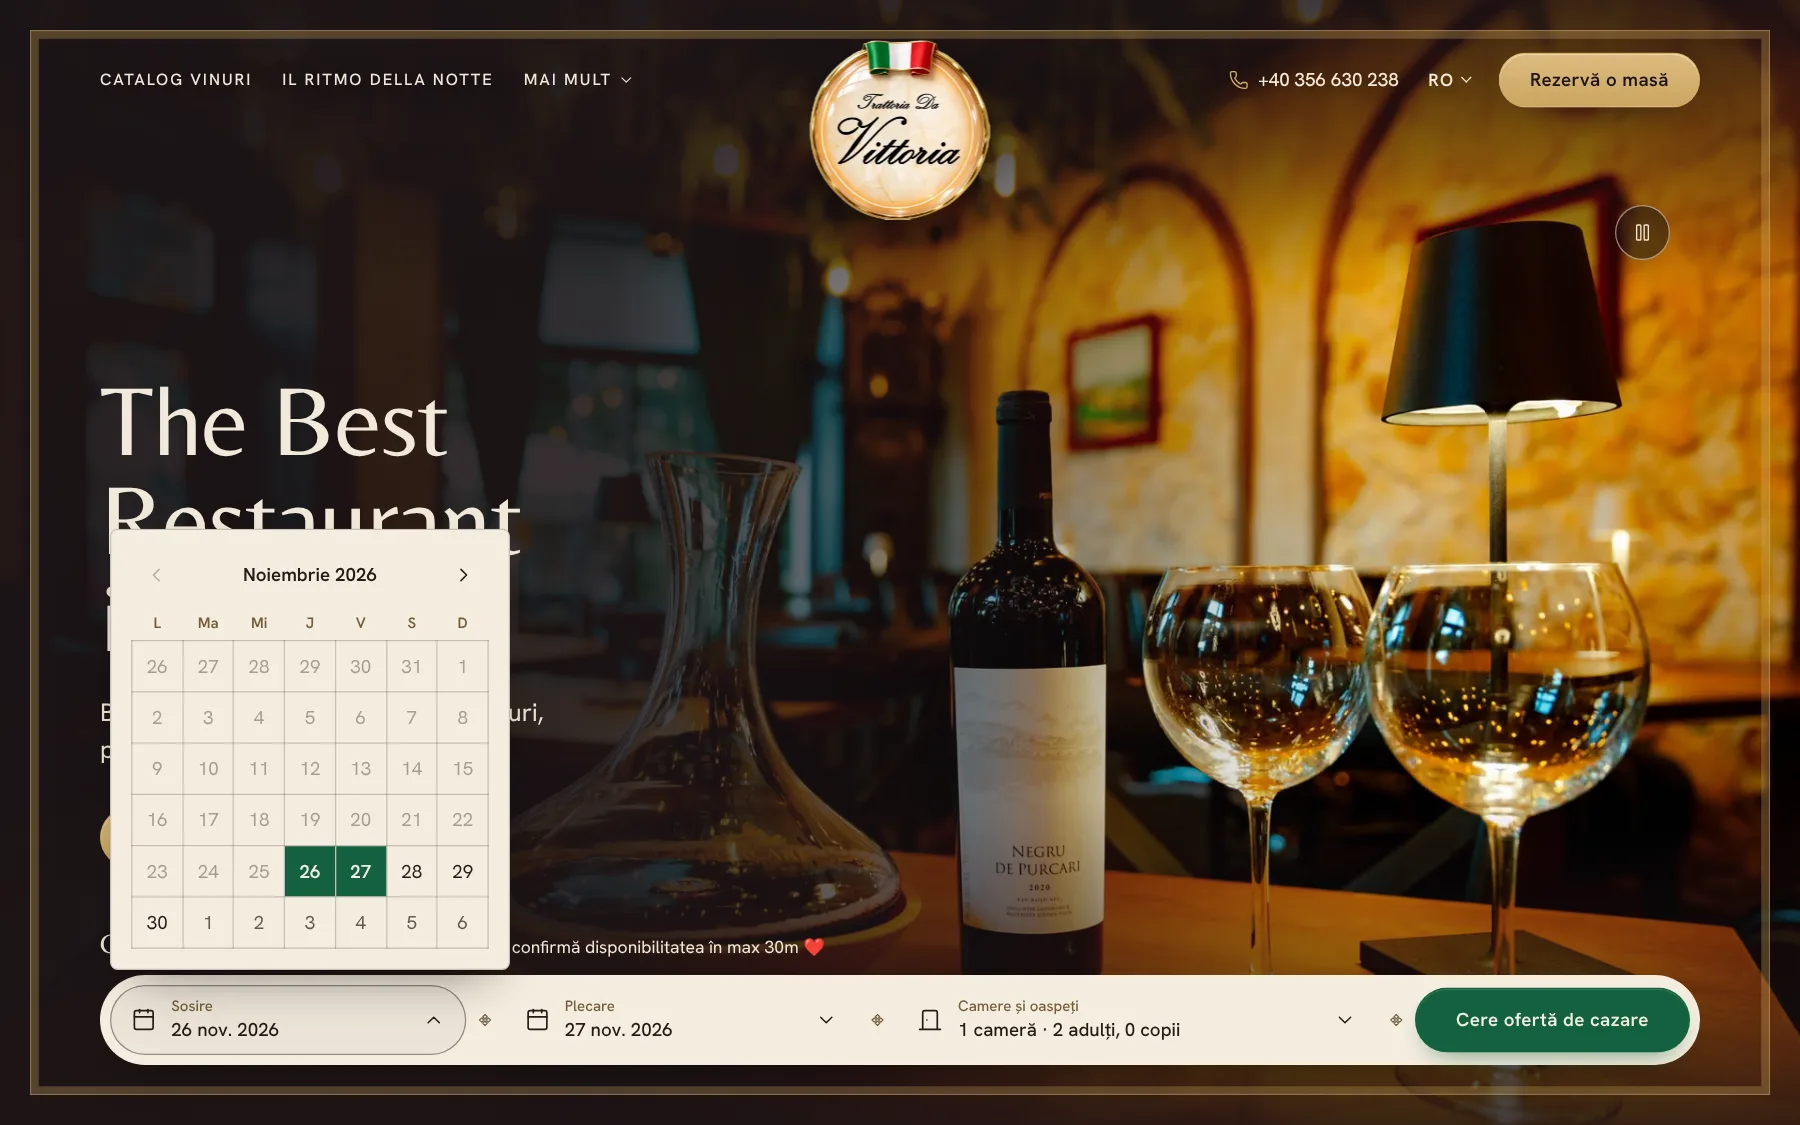 CATALOG VINURI
IL RITMO DELLA NOTTE
MAI MULT
Trattoria Da
Vittoria
+40 356 630 238
RO
Rezervă o masă
The Best
Restaurant
Noiembrie 2026
L Ma Mi J V S D
26 27 28 29 30 31 1
2 3 4 5 6 7 8
9 10 11 12 13 14 15
16 17 18 19 20 21 22
23 24 25 26 27 28 29
30 1 2 3 4 5 6
uri,
confirmă disponibilitatea în max 30m ❤️
NEGRU
DE PURCARI
2020
Sosire
26 nov. 2026
Plecare
27 nov. 2026
Camere și oaspeți
1 cameră · 2 adulți, 0 copii
Cere ofertă de cazare